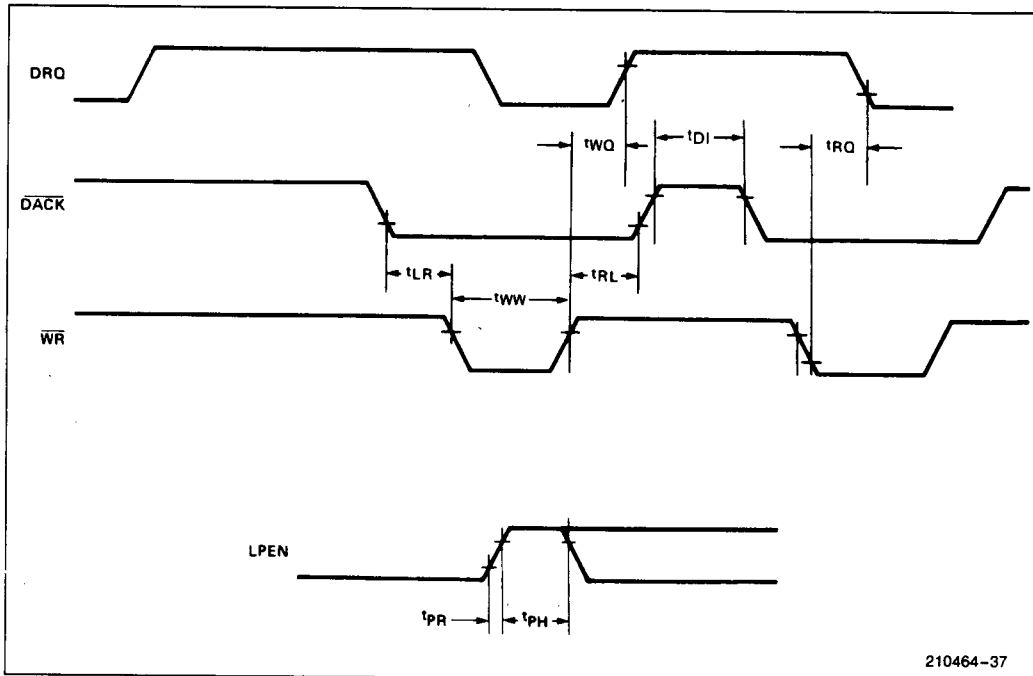 DRQ
tWQ
tDI
tRQ
DACK
tLR
tRL
tWW
WR
LPEN
tPR
tPH
210464-37